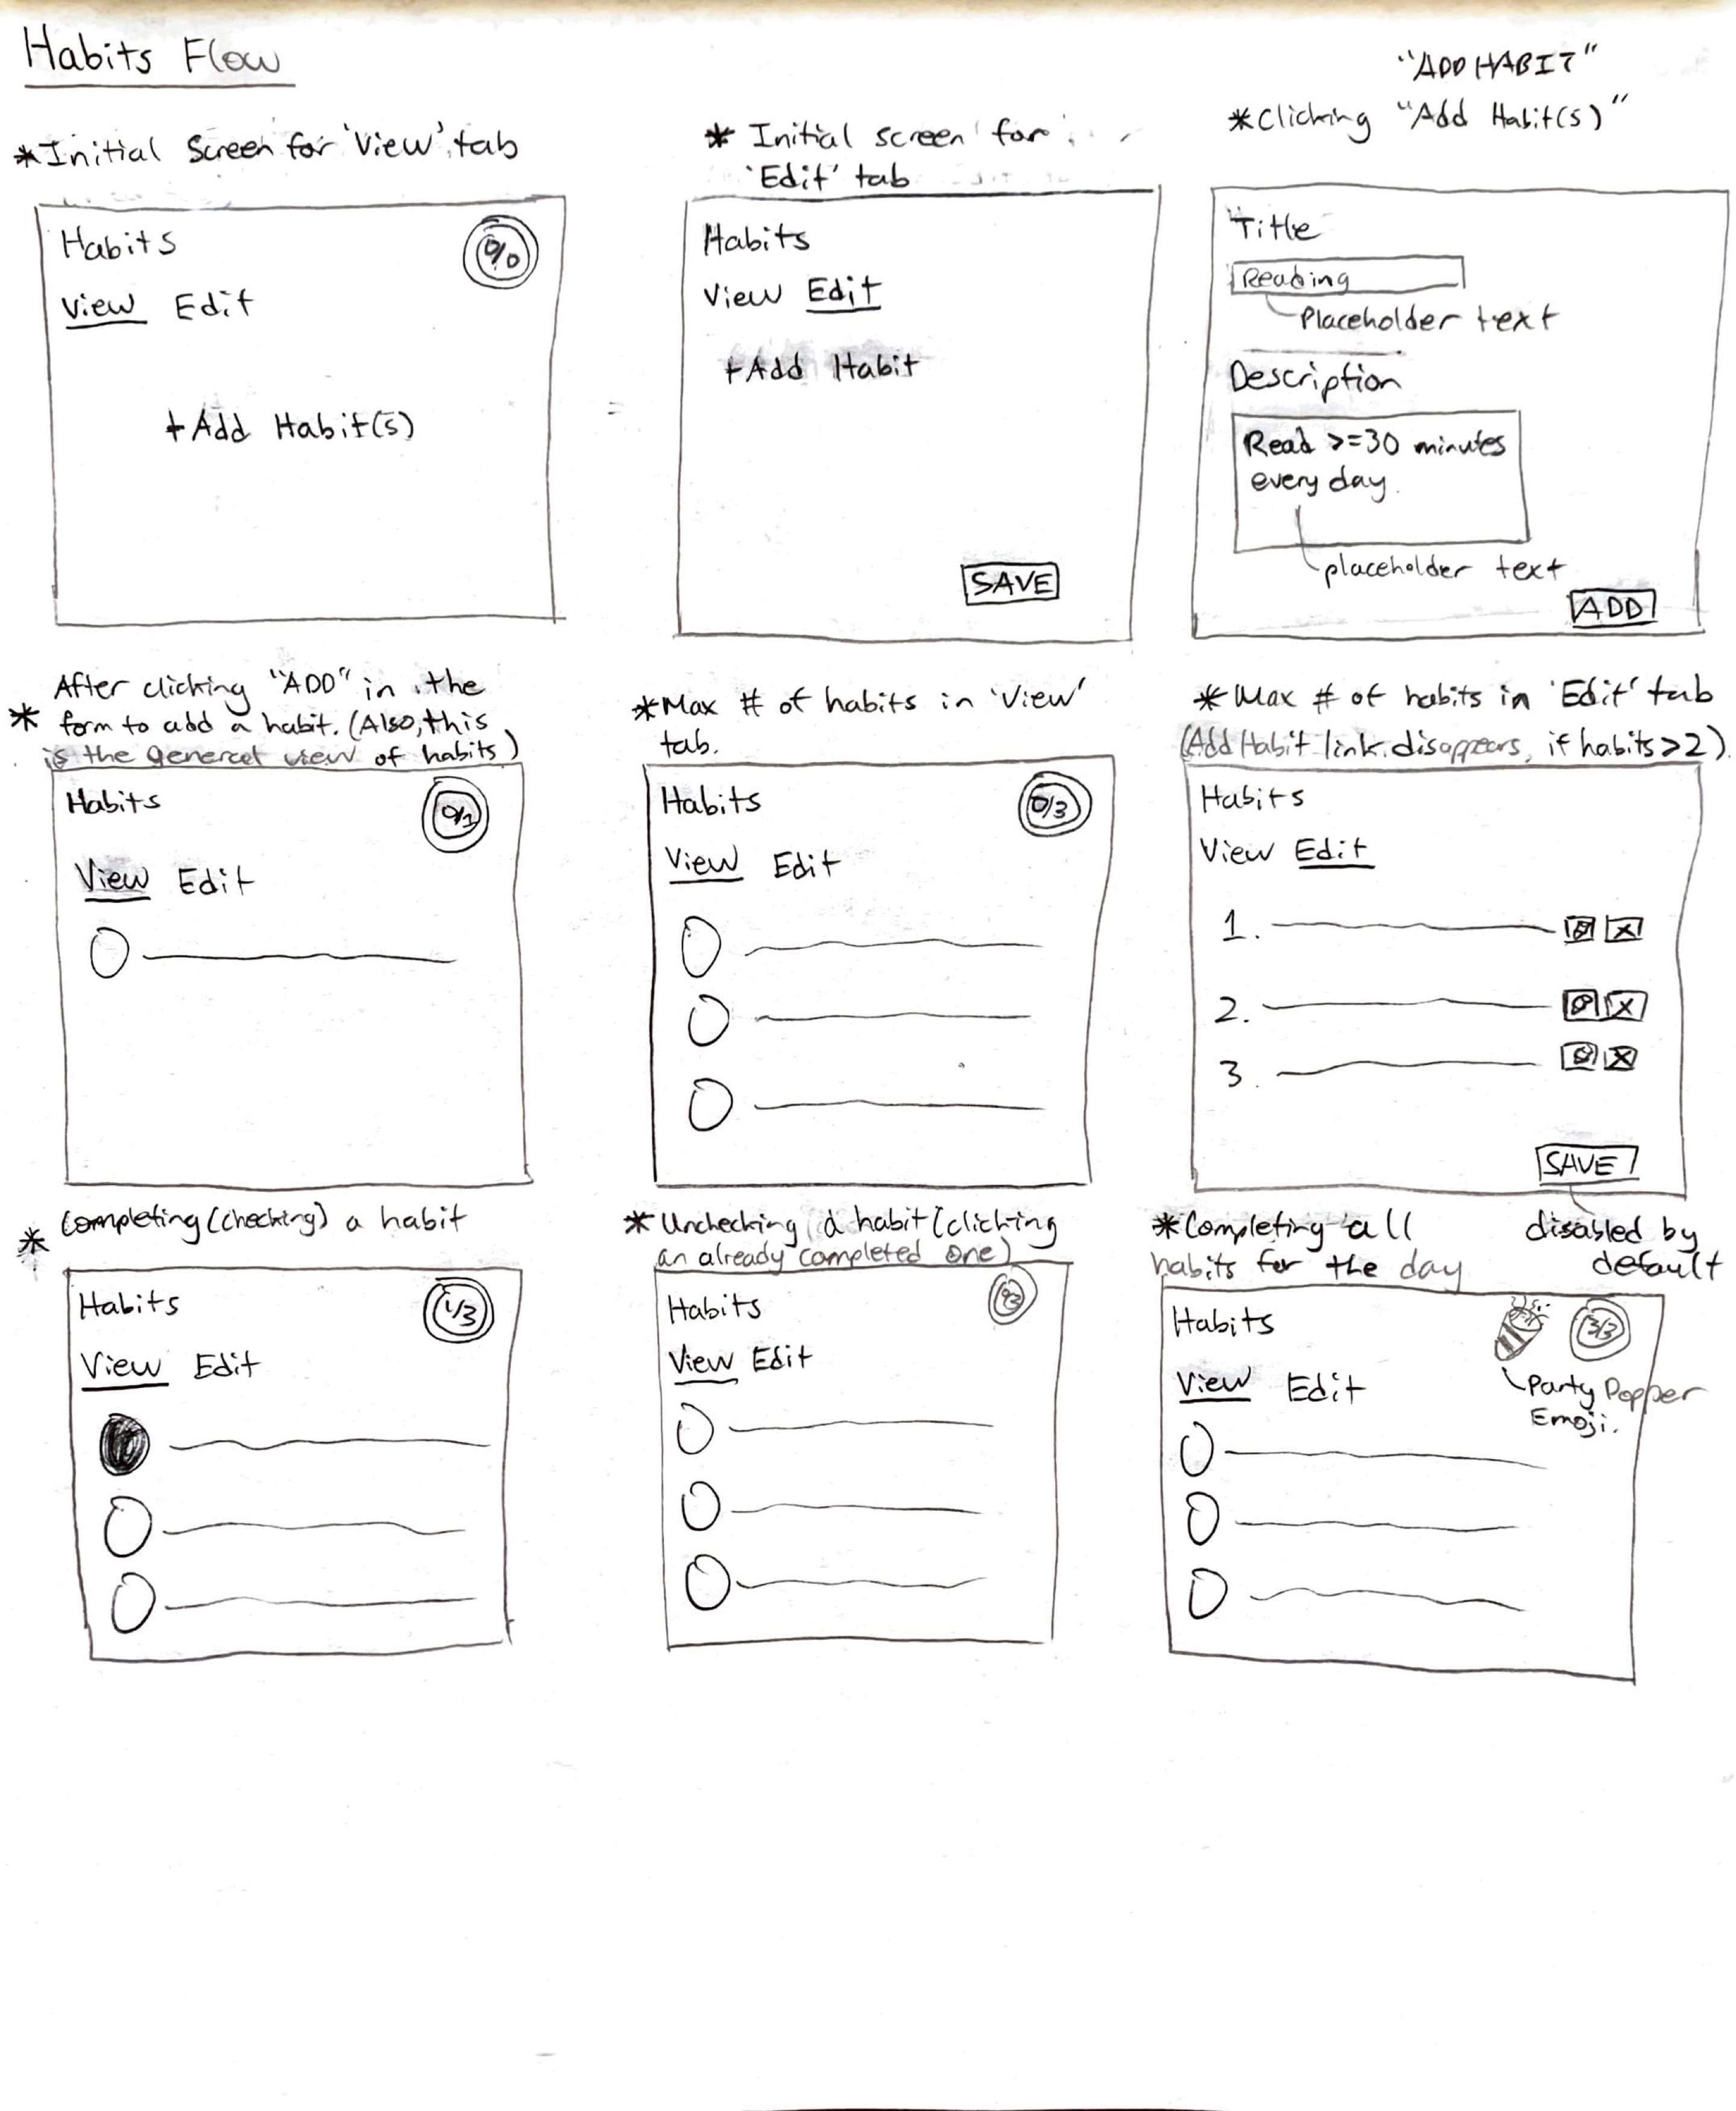 Habits Flow
*Initial Screen for 'View' tab
Habits
0/0
View Edit
+Add Habit(s)
* Initial screen for
'Edit' tab
Habits
View Edit
+Add Habit
SAVE
"ADD HABIT"
*Clicking "Add Habit(s)"
Title
Reading
Placeholder text
Description
Read >=30 minutes
every day.
placeholder text
ADD
After clicking "ADD" in the
* form to add a habit. (Also, this
is the general view of habits)
Habits
0/1
View Edit
*Max # of habits in 'View'
tab.
Habits
0/3
View Edit
*Max # of habits in 'Edit' tab
(Add Habit link disappears, if habits>2).
Habits
View Edit
1.
X
2.
X
3.
X
SAVE
disabled by
default
* Completing (checking) a habit
Habits
1/3
View Edit
*Unchecking a habit (clicking
an already completed one)
Habits
0/3
View Edit
*Completing all
habits for the day
Habits
3/3
View Edit
Party Popper
Emoji.